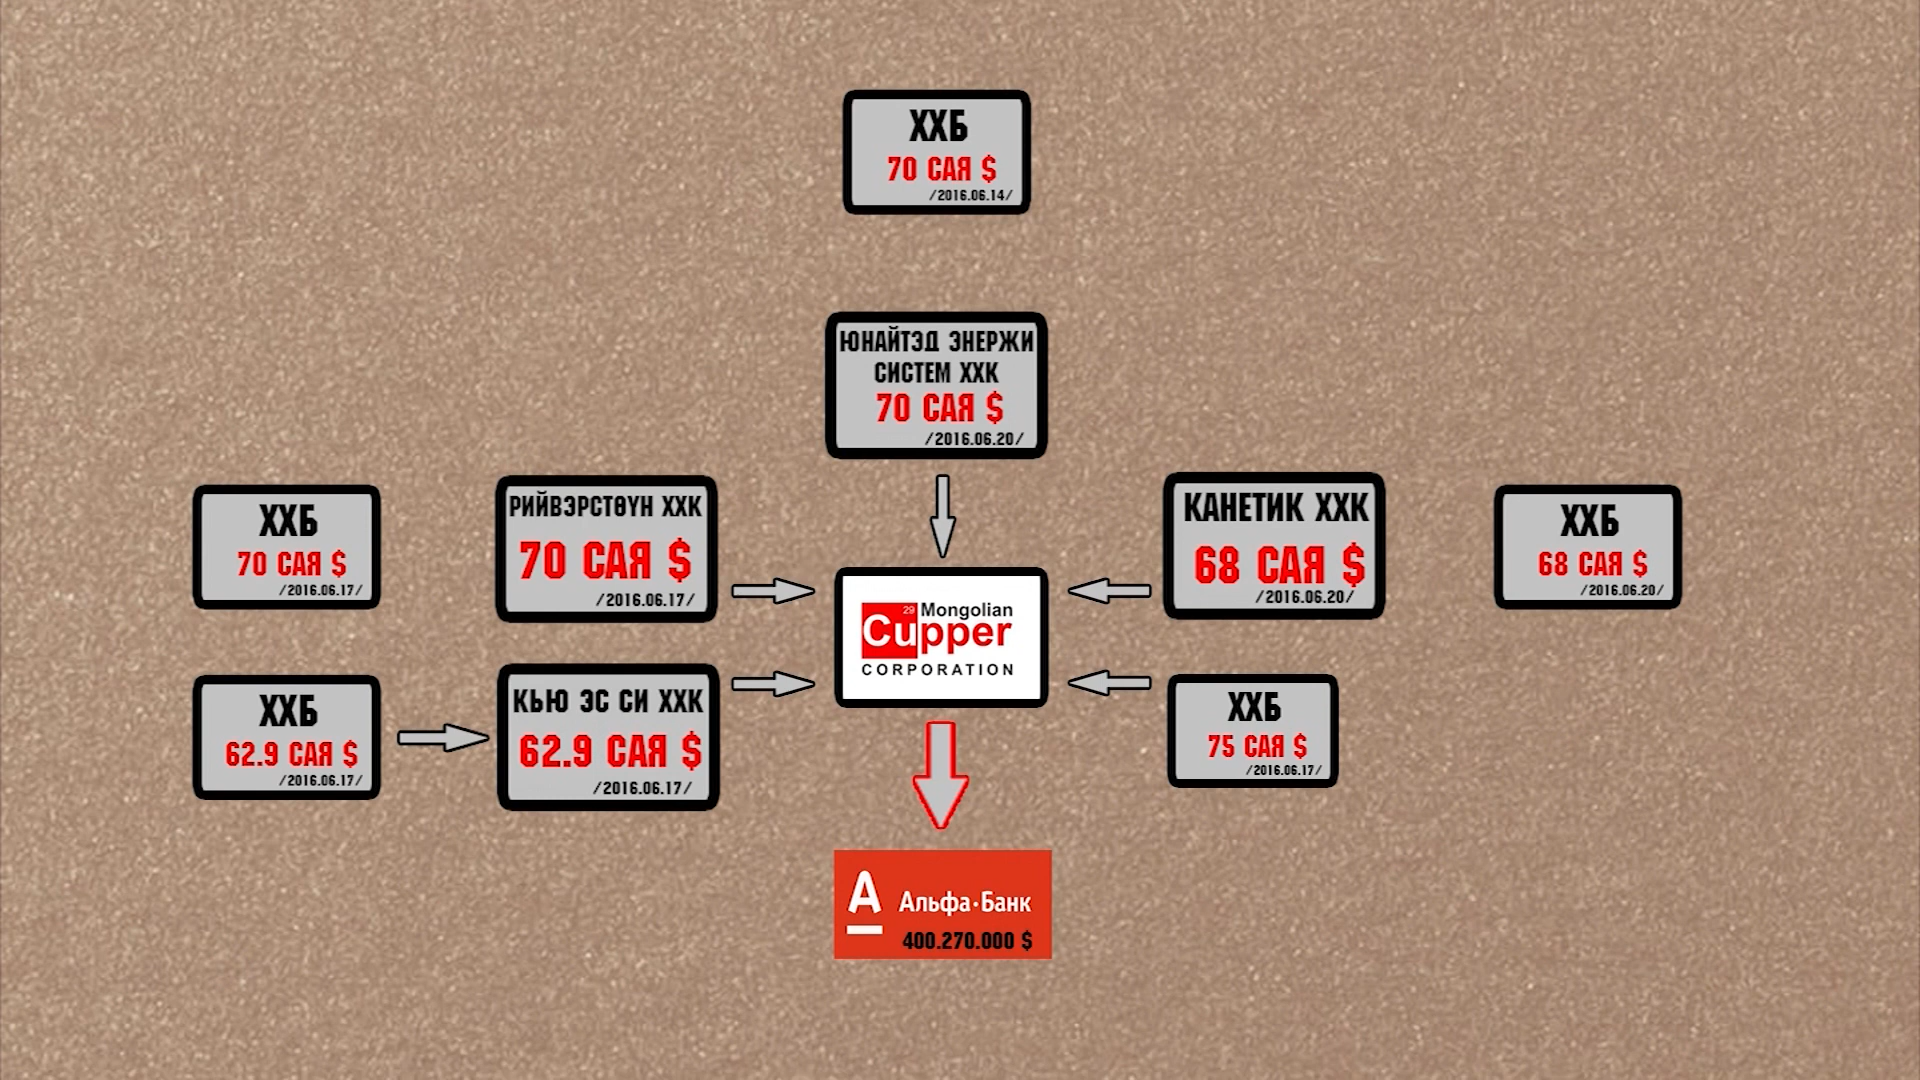 ХХБ
70 САЯ $
/2016.06.14/
ЮНАЙТЭД ЭНЕРЖИ
СИСТЕМ ХХК
70 САЯ $
/2016.06.20/
ХХБ
70 САЯ $
/2016.06.17/
РИЙВЭРСТӨҮН ХХК
70 САЯ $
/2016.06.17/
КАНЕТИК ХХК
68 САЯ $
/2016.06.20/
ХХБ
68 САЯ $
/2016.06.20/
29
Mongolian
Cupper
CORPORATION
ХХБ
62.9 САЯ $
/2016.06.17/
КЬЮ ЭС СИ ХХК
62.9 САЯ $
/2016.06.17/
ХХБ
75 САЯ $
/2016.06.17/
А
Альфа·Банк
400.270.000 $